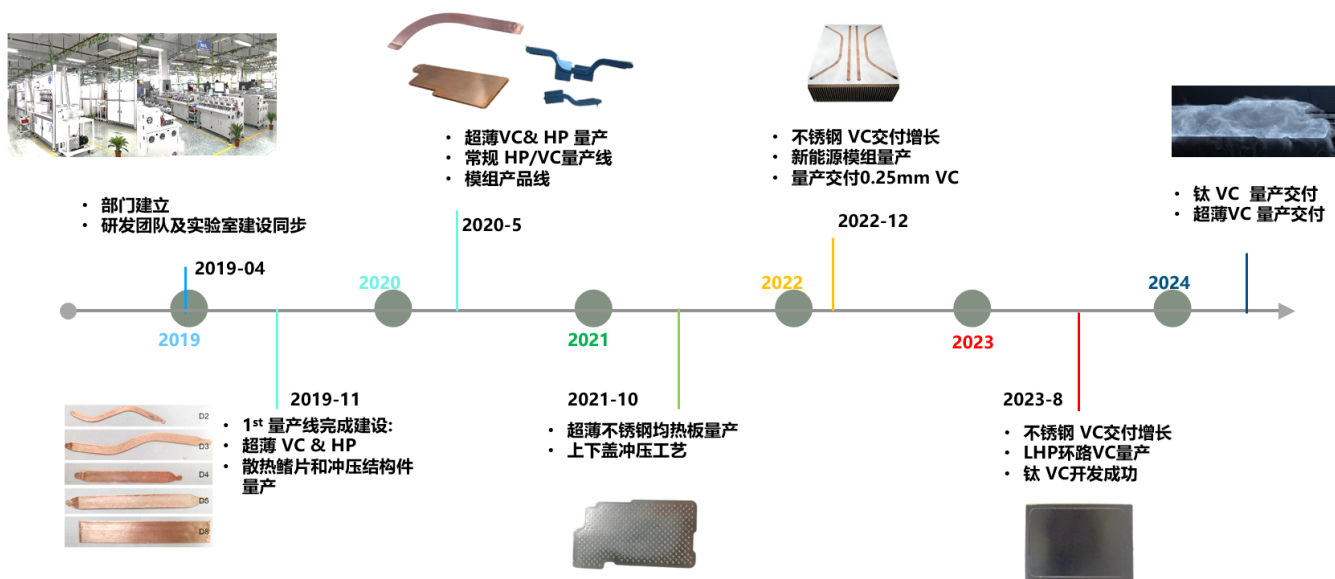 • 部门建立
• 研发团队及实验室建设同步
2019-04
• 超薄VC& HP 量产
• 常规 HP/VC量产线
• 模组产品线
2020-5
• 不锈钢 VC交付增长
• 新能源模组量产
• 量产交付0.25mm VC
2022-12
• 钛 VC 量产交付
• 超薄VC 量产交付
2019
2020
2021
2022
2023
2024
D2
D3
D4
D5
D8
2019-11
• 1st 量产线完成建设:
• 超薄 VC & HP
• 散热鳍片和冲压结构件
量产
2021-10
• 超薄不锈钢均热板量产
• 上下盖冲压工艺
2023-8
• 不锈钢 VC交付增长
• LHP环路VC量产
• 钛 VC开发成功